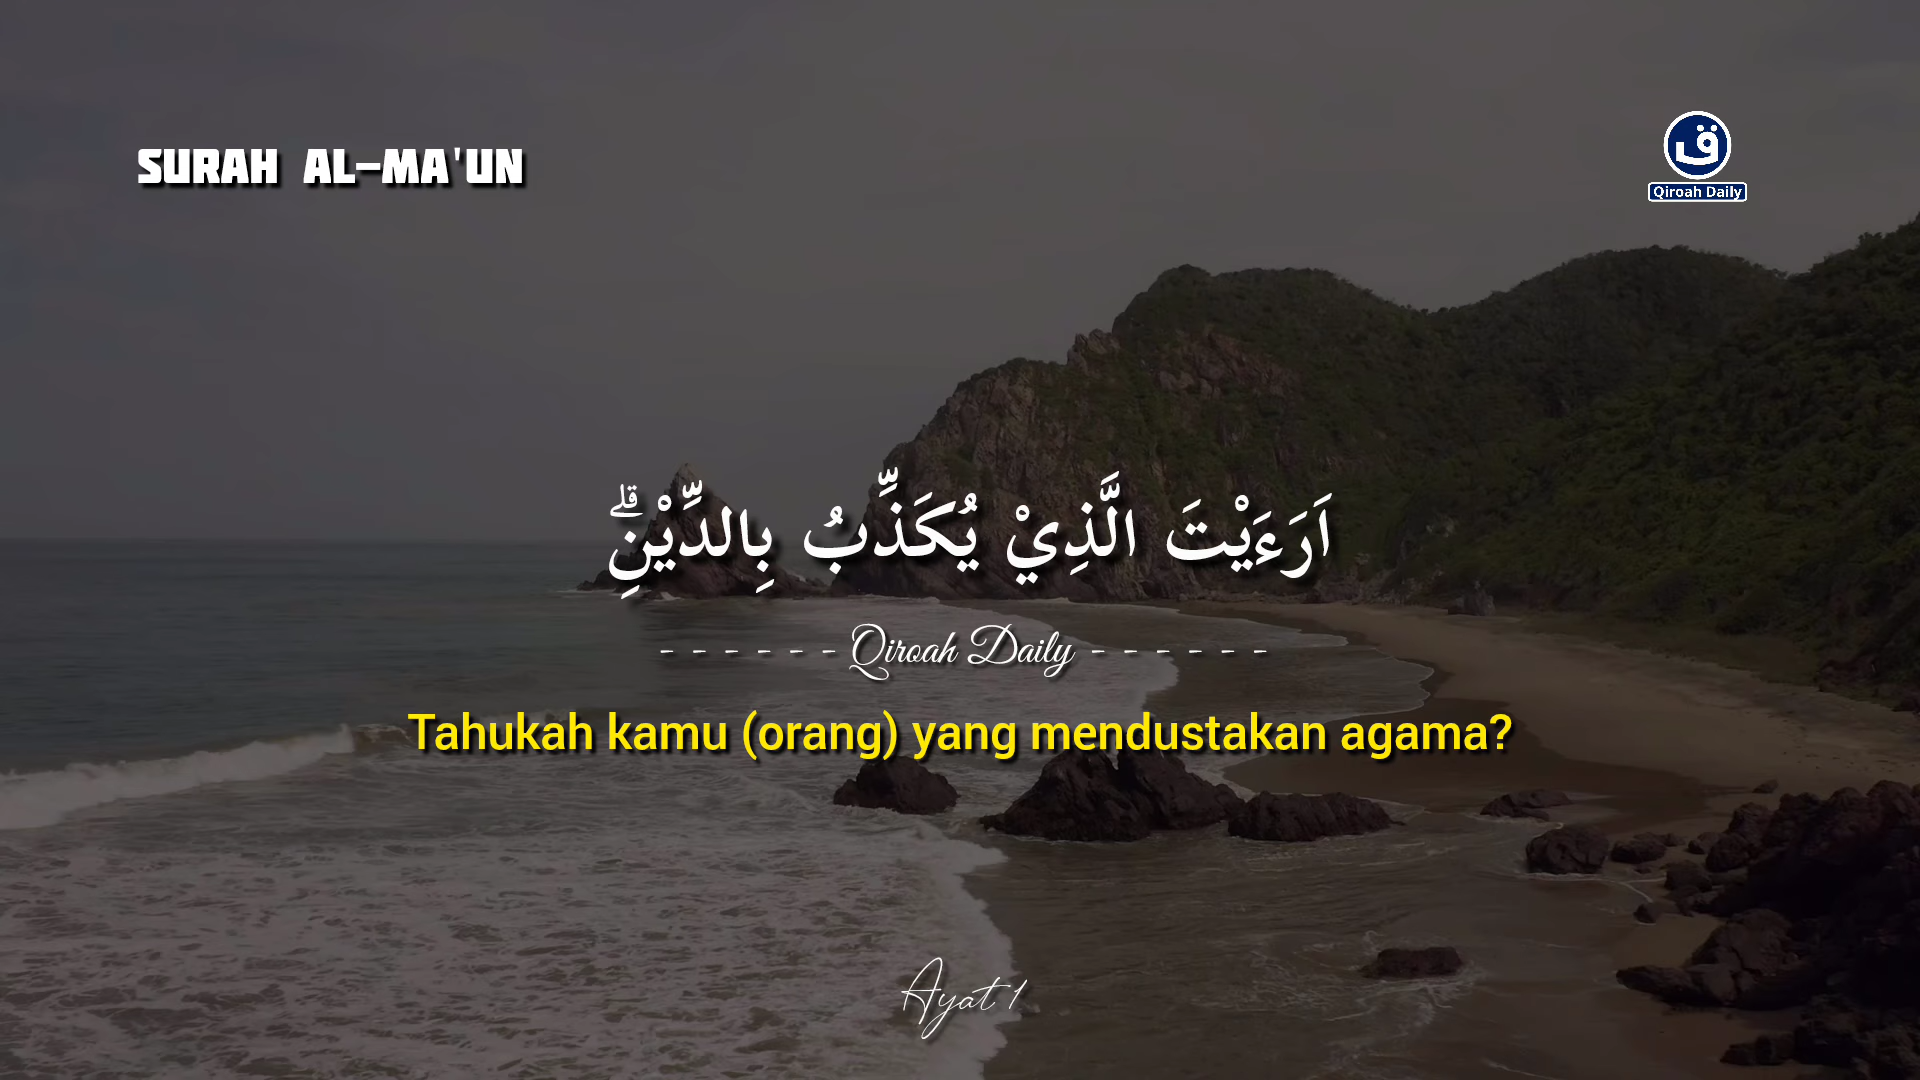 SURAH AL-MA'UN
ق
Qiroah Daily
اَرَءَيْتَ الَّذِيْ يُكَذِّبُ بِالدِّيْنِۗ
- - - - - - Qiroah Daily - - - - - -
Tahukah kamu (orang) yang mendustakan agama?
Ayat 1